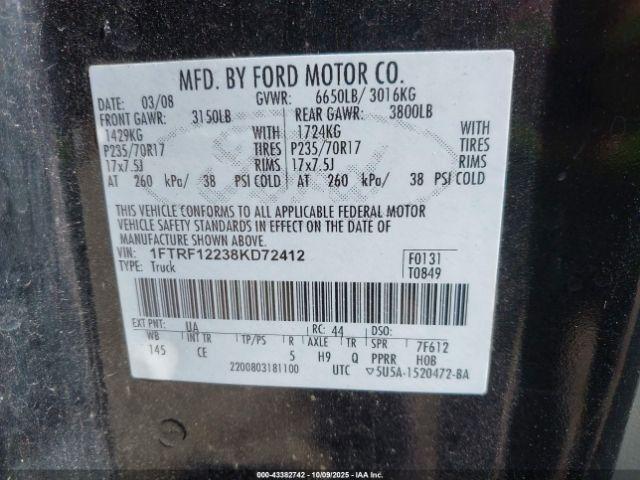 MFD. BY FORD MOTOR CO.
DATE: 03/08 GVWR: 6650LB/ 3016KG
FRONT GAWR: 3150LB REAR GAWR: 3800LB
1429KG WITH 1724KG WITH
P235/70R17 TIRES P235/70R17 TIRES
17x7.5J RIMS 17x7.5J RIMS
AT 260 kPa/ 38 PSI COLD AT 260 kPa/ 38 PSI COLD
THIS VEHICLE CONFORMS TO ALL APPLICABLE FEDERAL MOTOR
VEHICLE SAFETY STANDARDS IN EFFECT ON THE DATE OF
MANUFACTURE SHOWN ABOVE.
VIN: 1FTRF12238KD72412 F0131
TYPE: Truck T0849
EXT PNT: UA RC: 44 DSO:
WB INT TR TP/PS R AXLE TR SPR 7F612
145 CE 5 H9 Q PPRR H0B
2200803181100 UTC ▽5U5A-1520472-BA
200-43382742 | 10/09/2025 | IAAI.CA